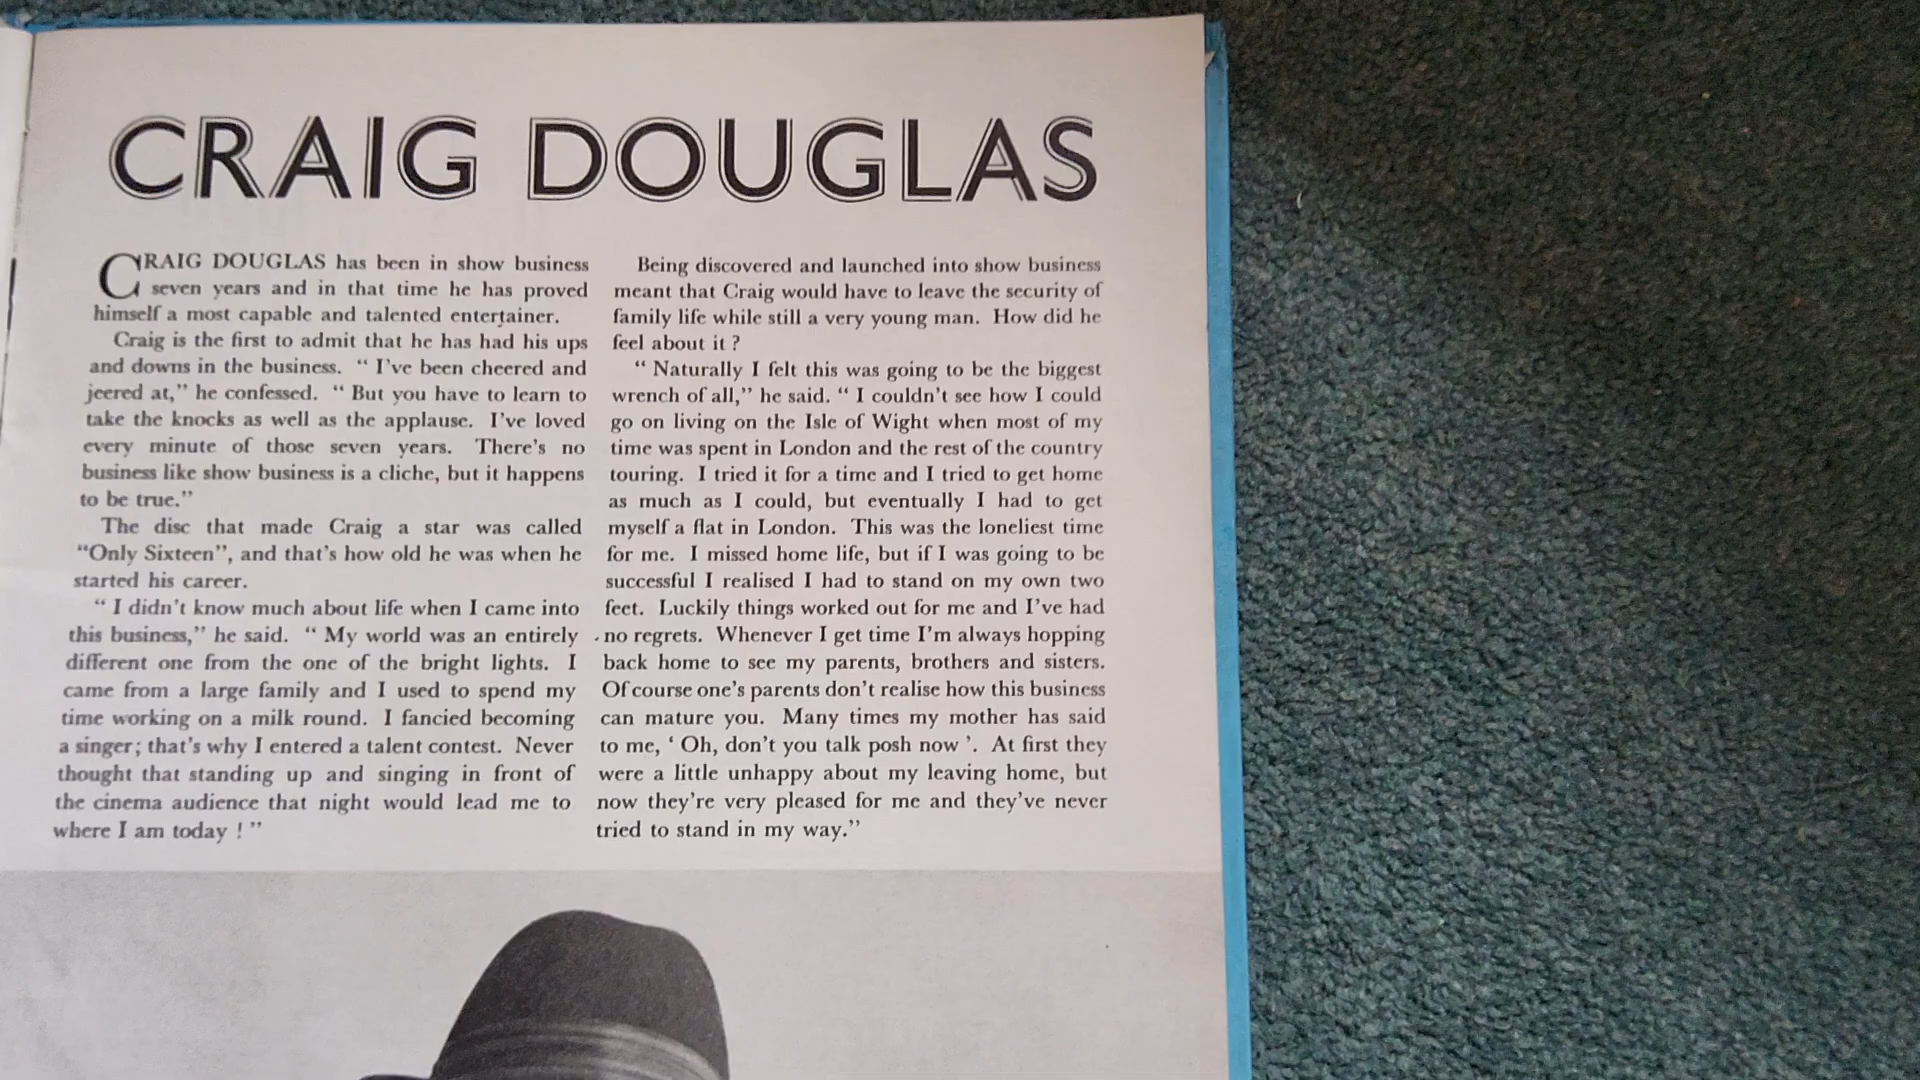 CRAIG DOUGLAS
CRAIG DOUGLAS has been in show business
seven years and in that time he has proved
himself a most capable and talented entertainer.
Craig is the first to admit that he has had his ups
and downs in the business. “ I've been cheered and
jeered at,” he confessed. “ But you have to learn to
take the knocks as well as the applause. I've loved
every minute of those seven years. There's no
business like show business is a cliche, but it happens
to be true.”
The disc that made Craig a star was called
“Only Sixteen”, and that's how old he was when he
started his career.
“ I didn't know much about life when I came into
this business,” he said. “ My world was an entirely
different one from the one of the bright lights. I
came from a large family and I used to spend my
time working on a milk round. I fancied becoming
a singer; that's why I entered a talent contest. Never
thought that standing up and singing in front of
the cinema audience that night would lead me to
where I am today ! ”
Being discovered and launched into show business
meant that Craig would have to leave the security of
family life while still a very young man. How did he
feel about it ?
“ Naturally I felt this was going to be the biggest
wrench of all,” he said. “ I couldn't see how I could
go on living on the Isle of Wight when most of my
time was spent in London and the rest of the country
touring. I tried it for a time and I tried to get home
as much as I could, but eventually I had to get
myself a flat in London. This was the loneliest time
for me. I missed home life, but if I was going to be
successful I realised I had to stand on my own two
feet. Luckily things worked out for me and I've had
no regrets. Whenever I get time I'm always hopping
back home to see my parents, brothers and sisters.
Of course one's parents don't realise how this business
can mature you. Many times my mother has said
to me, ‘ Oh, don't you talk posh now ’. At first they
were a little unhappy about my leaving home, but
now they're very pleased for me and they've never
tried to stand in my way.”